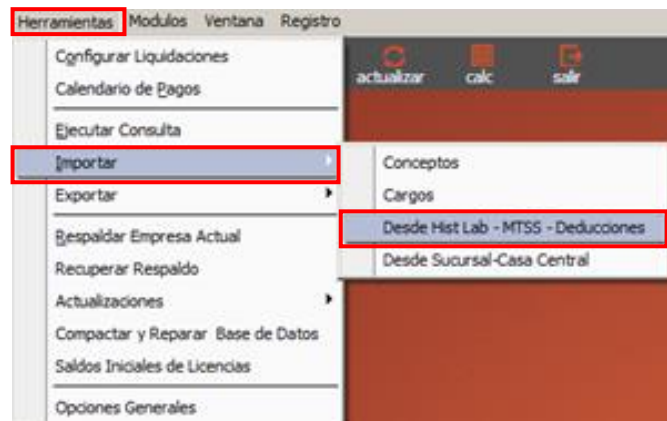 Herramientas Modulos Ventana Registro
actualizar calc salir
Configurar Liquidaciones
Calendario de Pagos
Ejecutar Consulta
Importar
Exportar
Respaldar Empresa Actual
Recuperar Respaldo
Actualizaciones
Compactar y Reparar Base de Datos
Saldos Iniciales de Licencias
Opciones Generales
Conceptos
Cargos
Desde Hist Lab - MTSS - Deducciones
Desde Sucursal-Casa Central